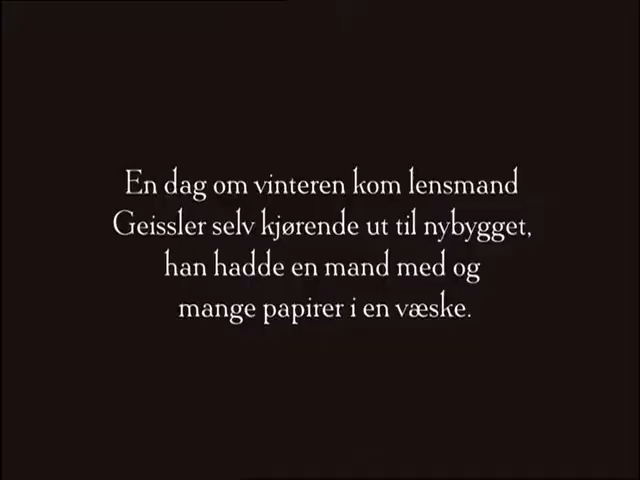 En dag om vinteren kom lensmand
Geissler selv kjørende ut til nybygget,
han hadde en mand med og
mange papirer i en væske.